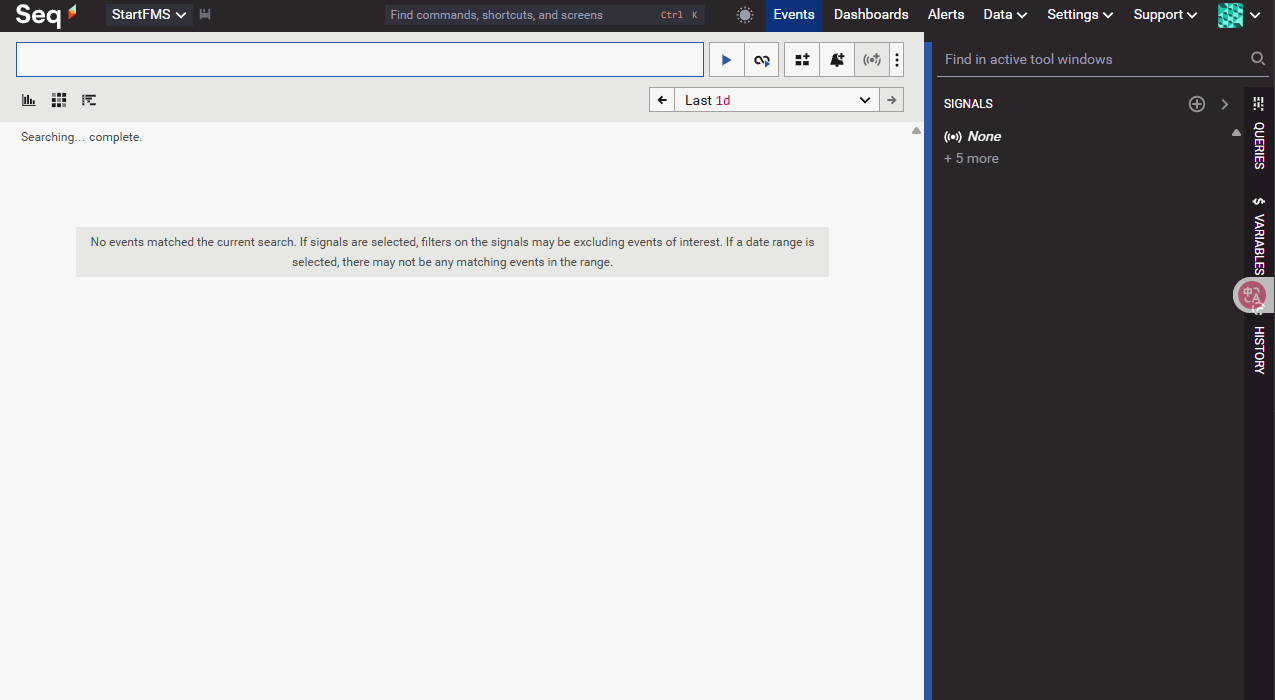 Seq
StartFMS
Find commands, shortcuts, and screens Ctrl K
Events
Dashboards
Alerts
Data
Settings
Support
Last 1d
Searching... complete.
No events matched the current search. If signals are selected, filters on the signals may be excluding events of interest. If a date range is
selected, there may not be any matching events in the range.
Find in active tool windows
SIGNALS
None
+ 5 more
QUERIES
$ VARIABLES
中A
HISTORY